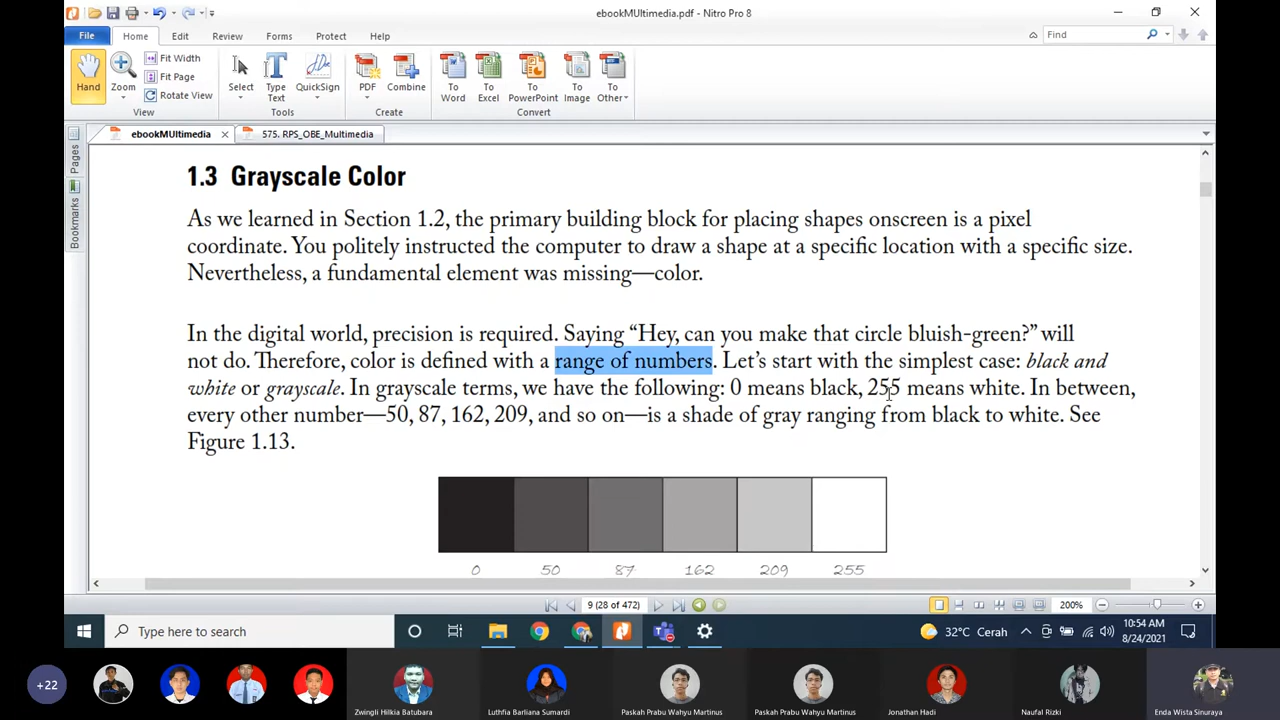 ebookMUltimedia.pdf - Nitro Pro 8
File Home Edit Review Forms Protect Help
Find
Hand
Zoom
Fit Width
Fit Page
Rotate View
View
Select
Type Text
QuickSign
Tools
PDF
Combine
Create
To Word
To Excel
To PowerPoint
To Image
To Other
Convert
ebookMUltimedia
575. RPS_OBE_Multimedia
Pages
Bookmarks
1.3 Grayscale Color
As we learned in Section 1.2, the primary building block for placing shapes onscreen is a pixel
coordinate. You politely instructed the computer to draw a shape at a specific location with a specific size.
Nevertheless, a fundamental element was missing—color.
In the digital world, precision is required. Saying “Hey, can you make that circle bluish-green?” will
not do. Therefore, color is defined with a range of numbers. Let’s start with the simplest case: black and
white or grayscale. In grayscale terms, we have the following: 0 means black, 255 means white. In between,
every other number—50, 87, 162, 209, and so on—is a shade of gray ranging from black to white. See
Figure 1.13.
0 50 87 162 209 255
9 (28 of 472)
200%
Type here to search
32°C Cerah
10:54 AM
8/24/2021
+22
Zwingli Hilkia Batubara
Luthfia Barliana Sumardi
Paskah Prabu Wahyu Martinus
Paskah Prabu Wahyu Martinus
Jonathan Hadi
Naufal Rizki
Enda Wista Sinuraya